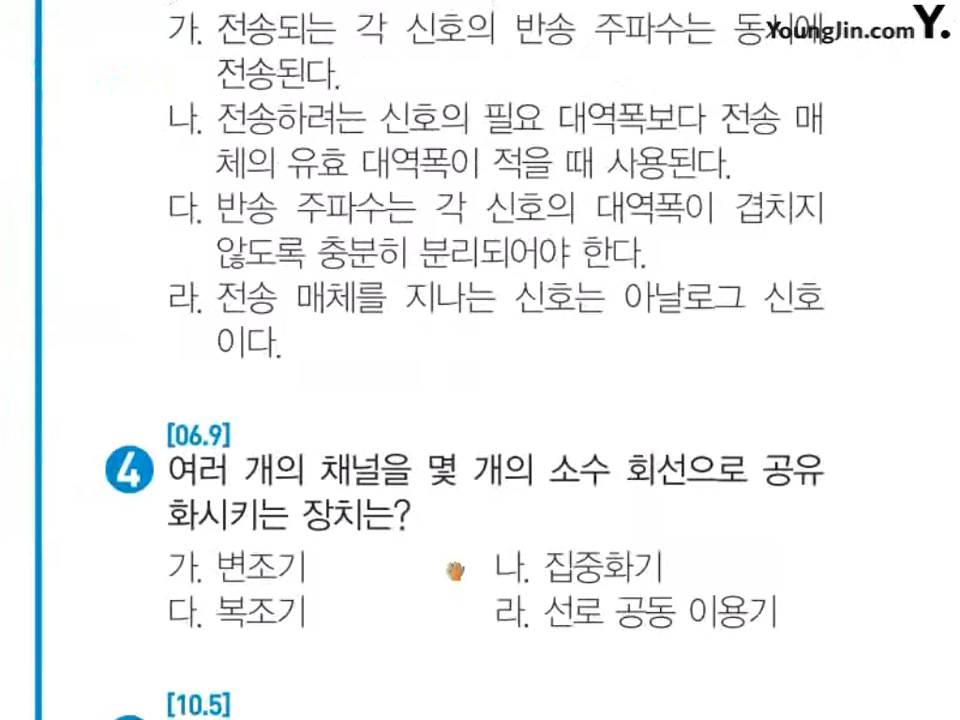 가. 전송되는 각 신호의 반송 주파수는 동시에
YoungJin.com Y.
전송된다.
나. 전송하려는 신호의 필요 대역폭보다 전송 매
체의 유효 대역폭이 적을 때 사용된다.
다. 반송 주파수는 각 신호의 대역폭이 겹치지
않도록 충분히 분리되어야 한다.
라. 전송 매체를 지나는 신호는 아날로그 신호
이다.
[06.9]
4 여러 개의 채널을 몇 개의 소수 회선으로 공유
화시키는 장치는?
가. 변조기 나. 집중화기
다. 복조기 라. 선로 공동 이용기
[10.5]